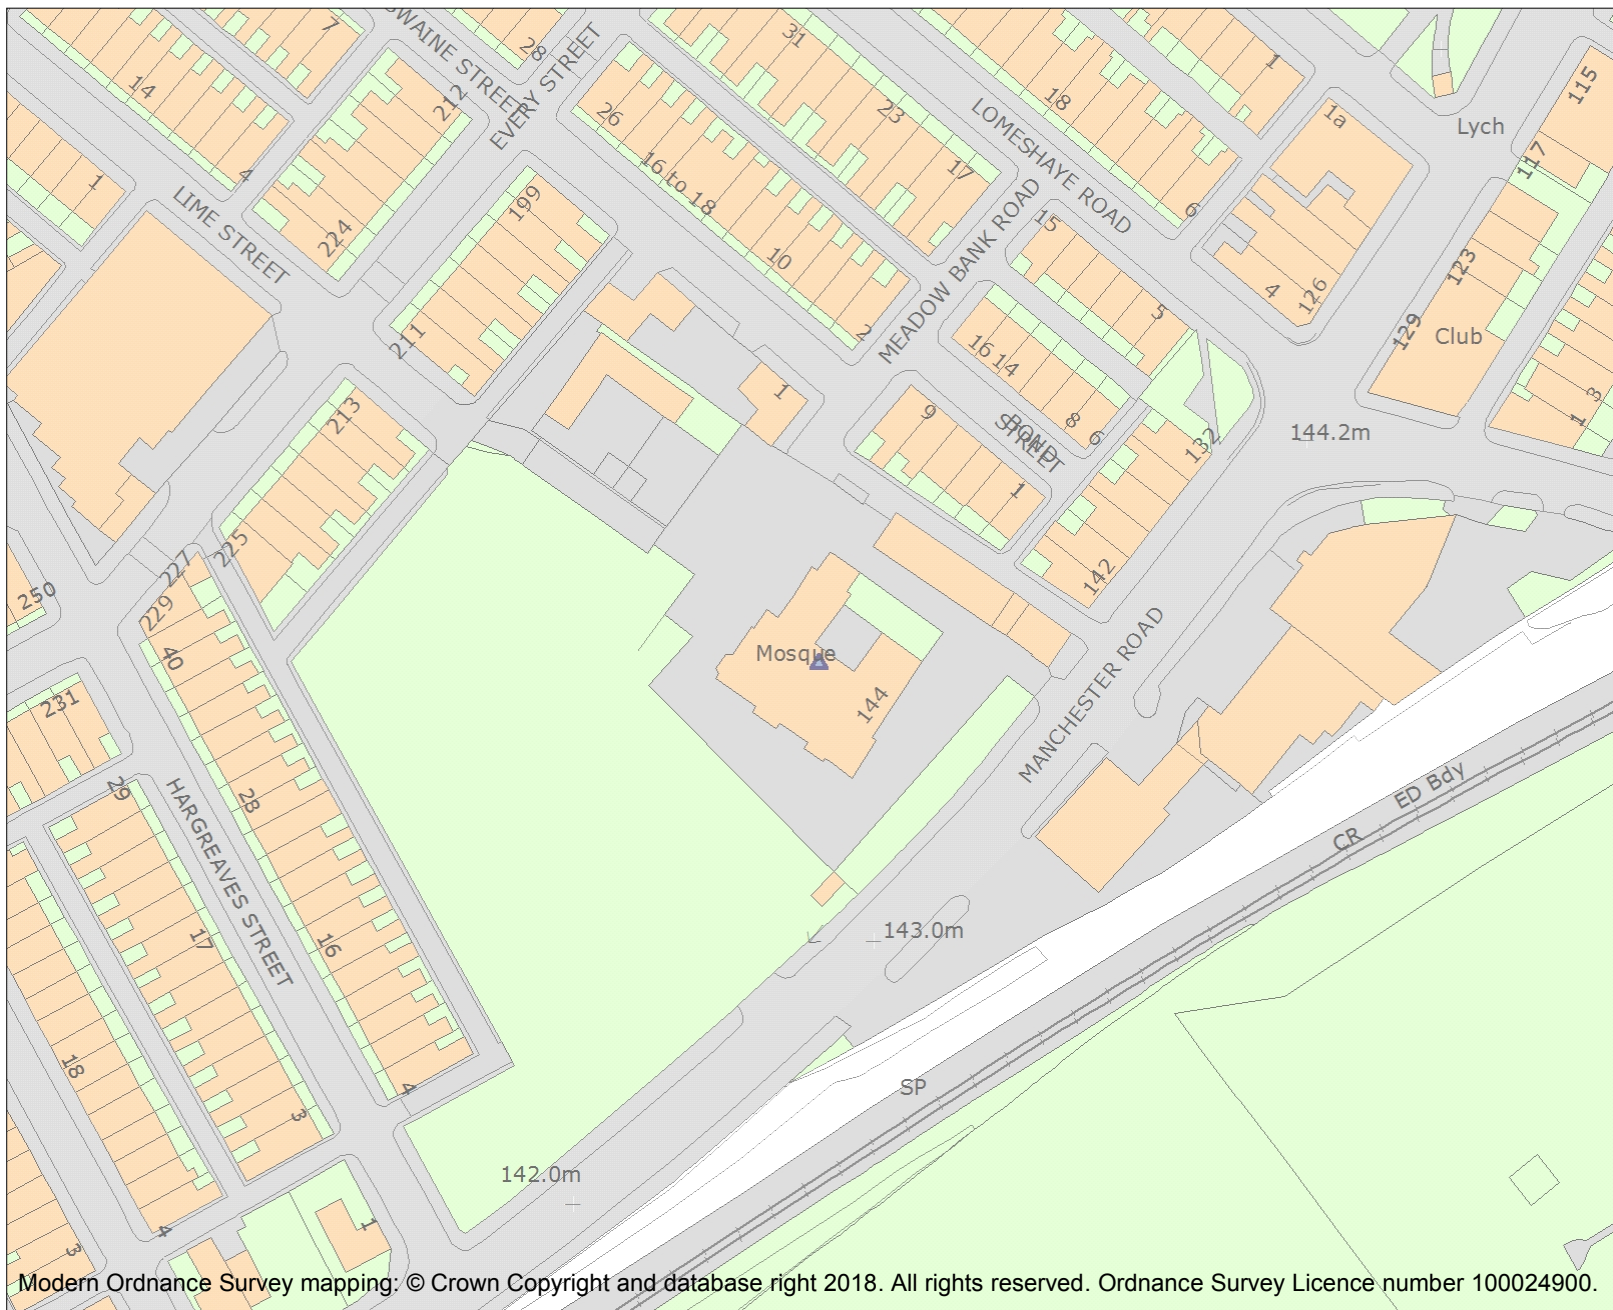 7
SWAINE STREET
28
EVERY STREET
31
1
18
LOMESHAYE ROAD
115
14
212
26
23
1a
Lych
117
4
1
LIME STREET
16 to 18
17
6
199
224
10
MEADOW BANK ROAD
15
123
4
126
211
2
5
129
Club
16
14
1
9
8
6
BOND STREET
132
144.2m
1
3
213
1
225
227
250
229
142
40
Mosque
144
MANCHESTER ROAD
231
29
28
HARGREAVES STREET
ED Bdy
CR
17
16
143.0m
18
4
3
SP
142.0m
1
4
3
Modern Ordnance Survey mapping: © Crown Copyright and database right 2018. All rights reserved. Ordnance Survey Licence number 100024900.